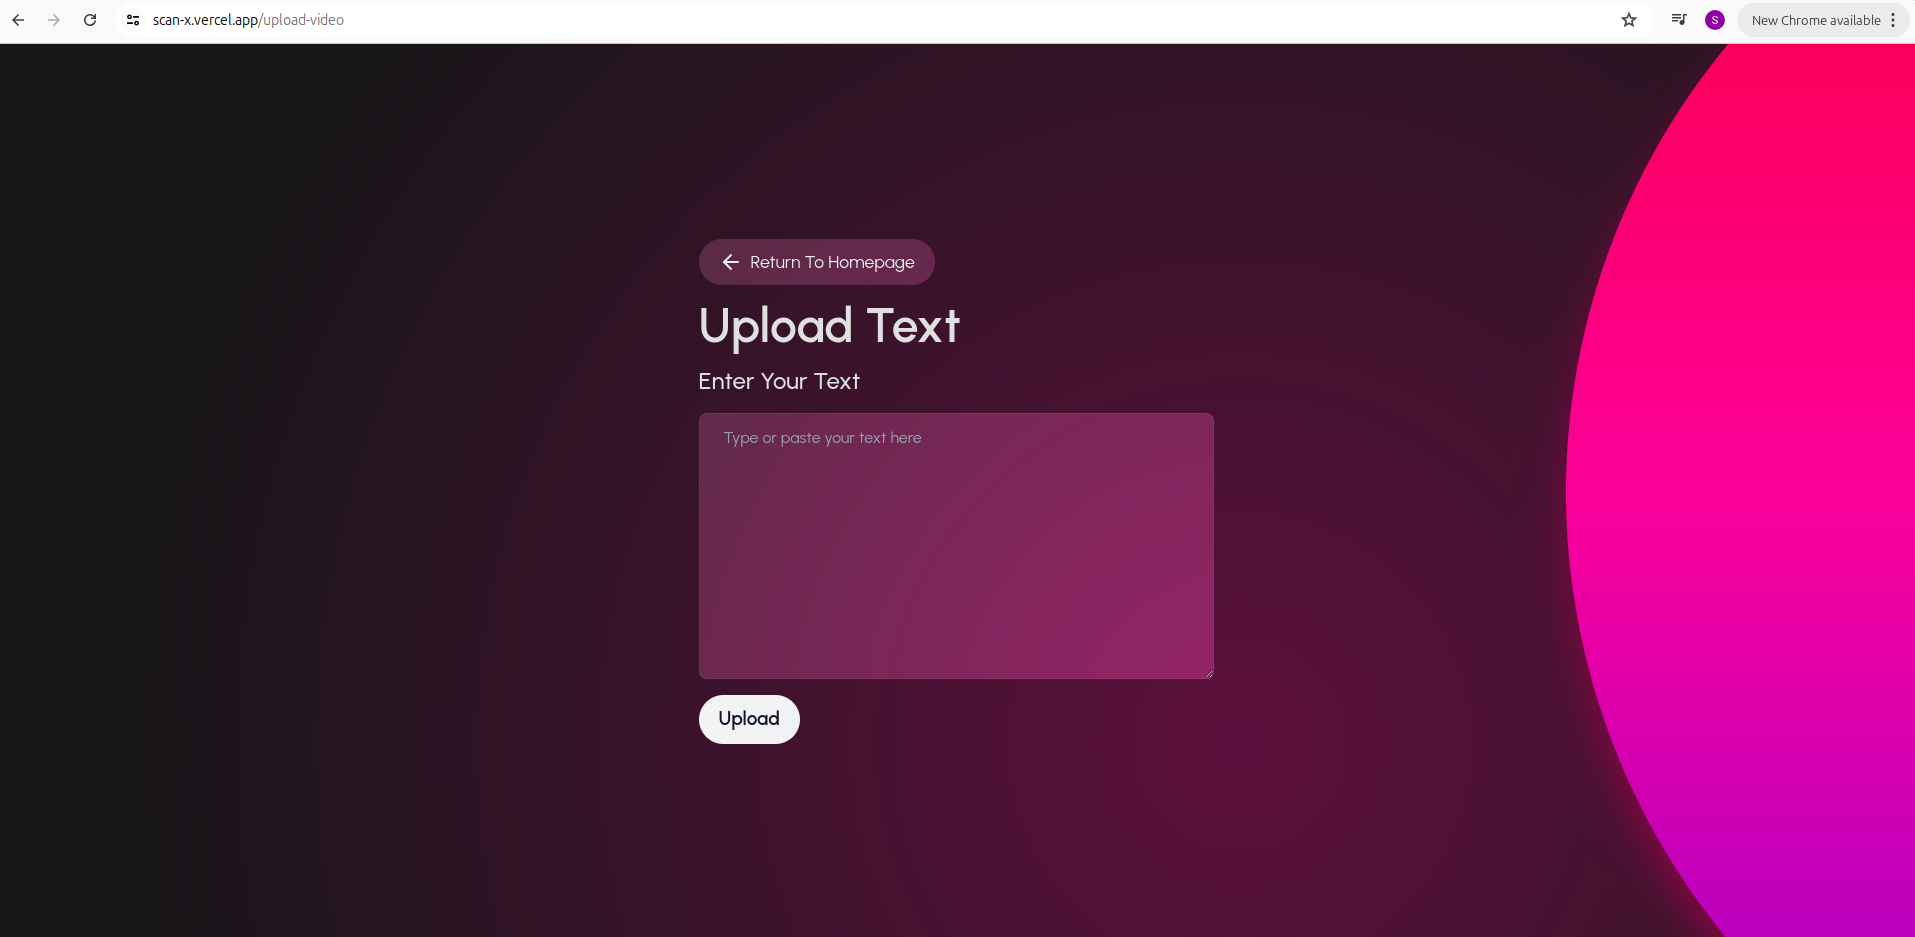 scan-x.vercel.app/upload-video
S
New Chrome available
Return To Homepage
Upload Text
Enter Your Text
Type or paste your text here
Upload